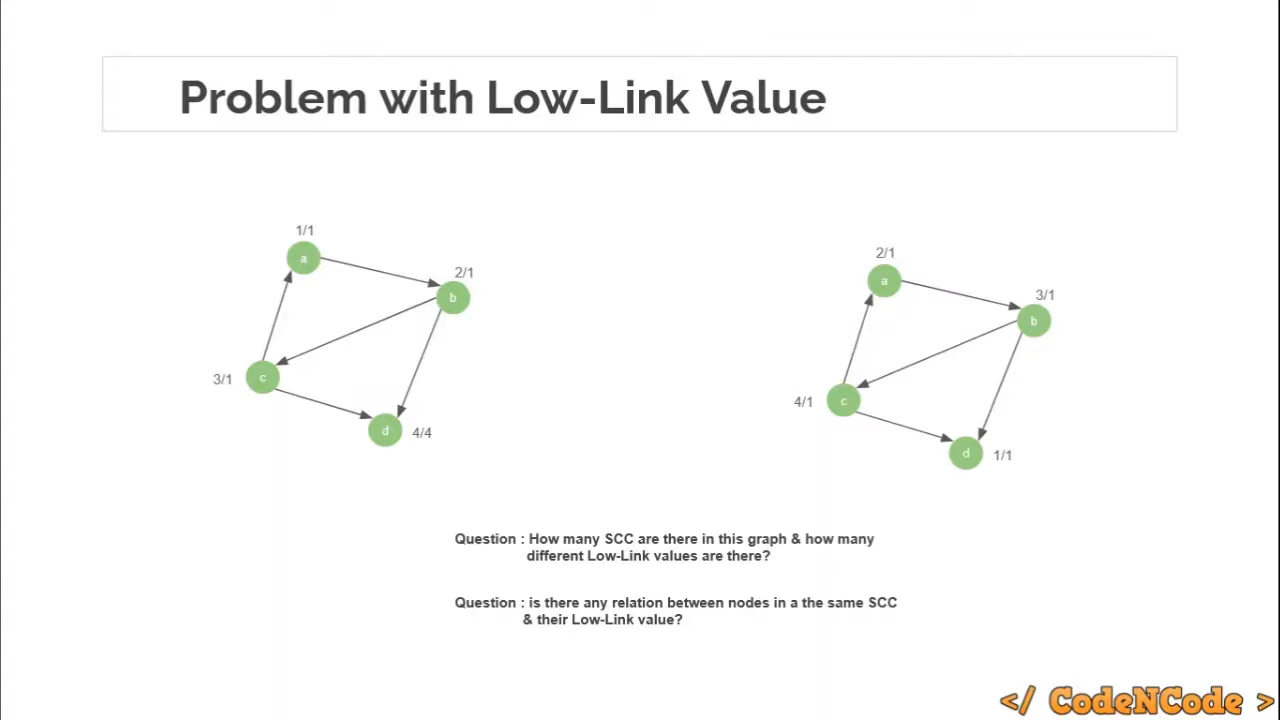 Problem with Low-Link Value
1/1
a
2/1
b
3/1
c
d
4/4
2/1
a
3/1
b
4/1
c
d
1/1
Question : How many SCC are there in this graph & how many
different Low-Link values are there?
Question : is there any relation between nodes in a the same SCC
& their Low-Link value?
</ CodeNCode >